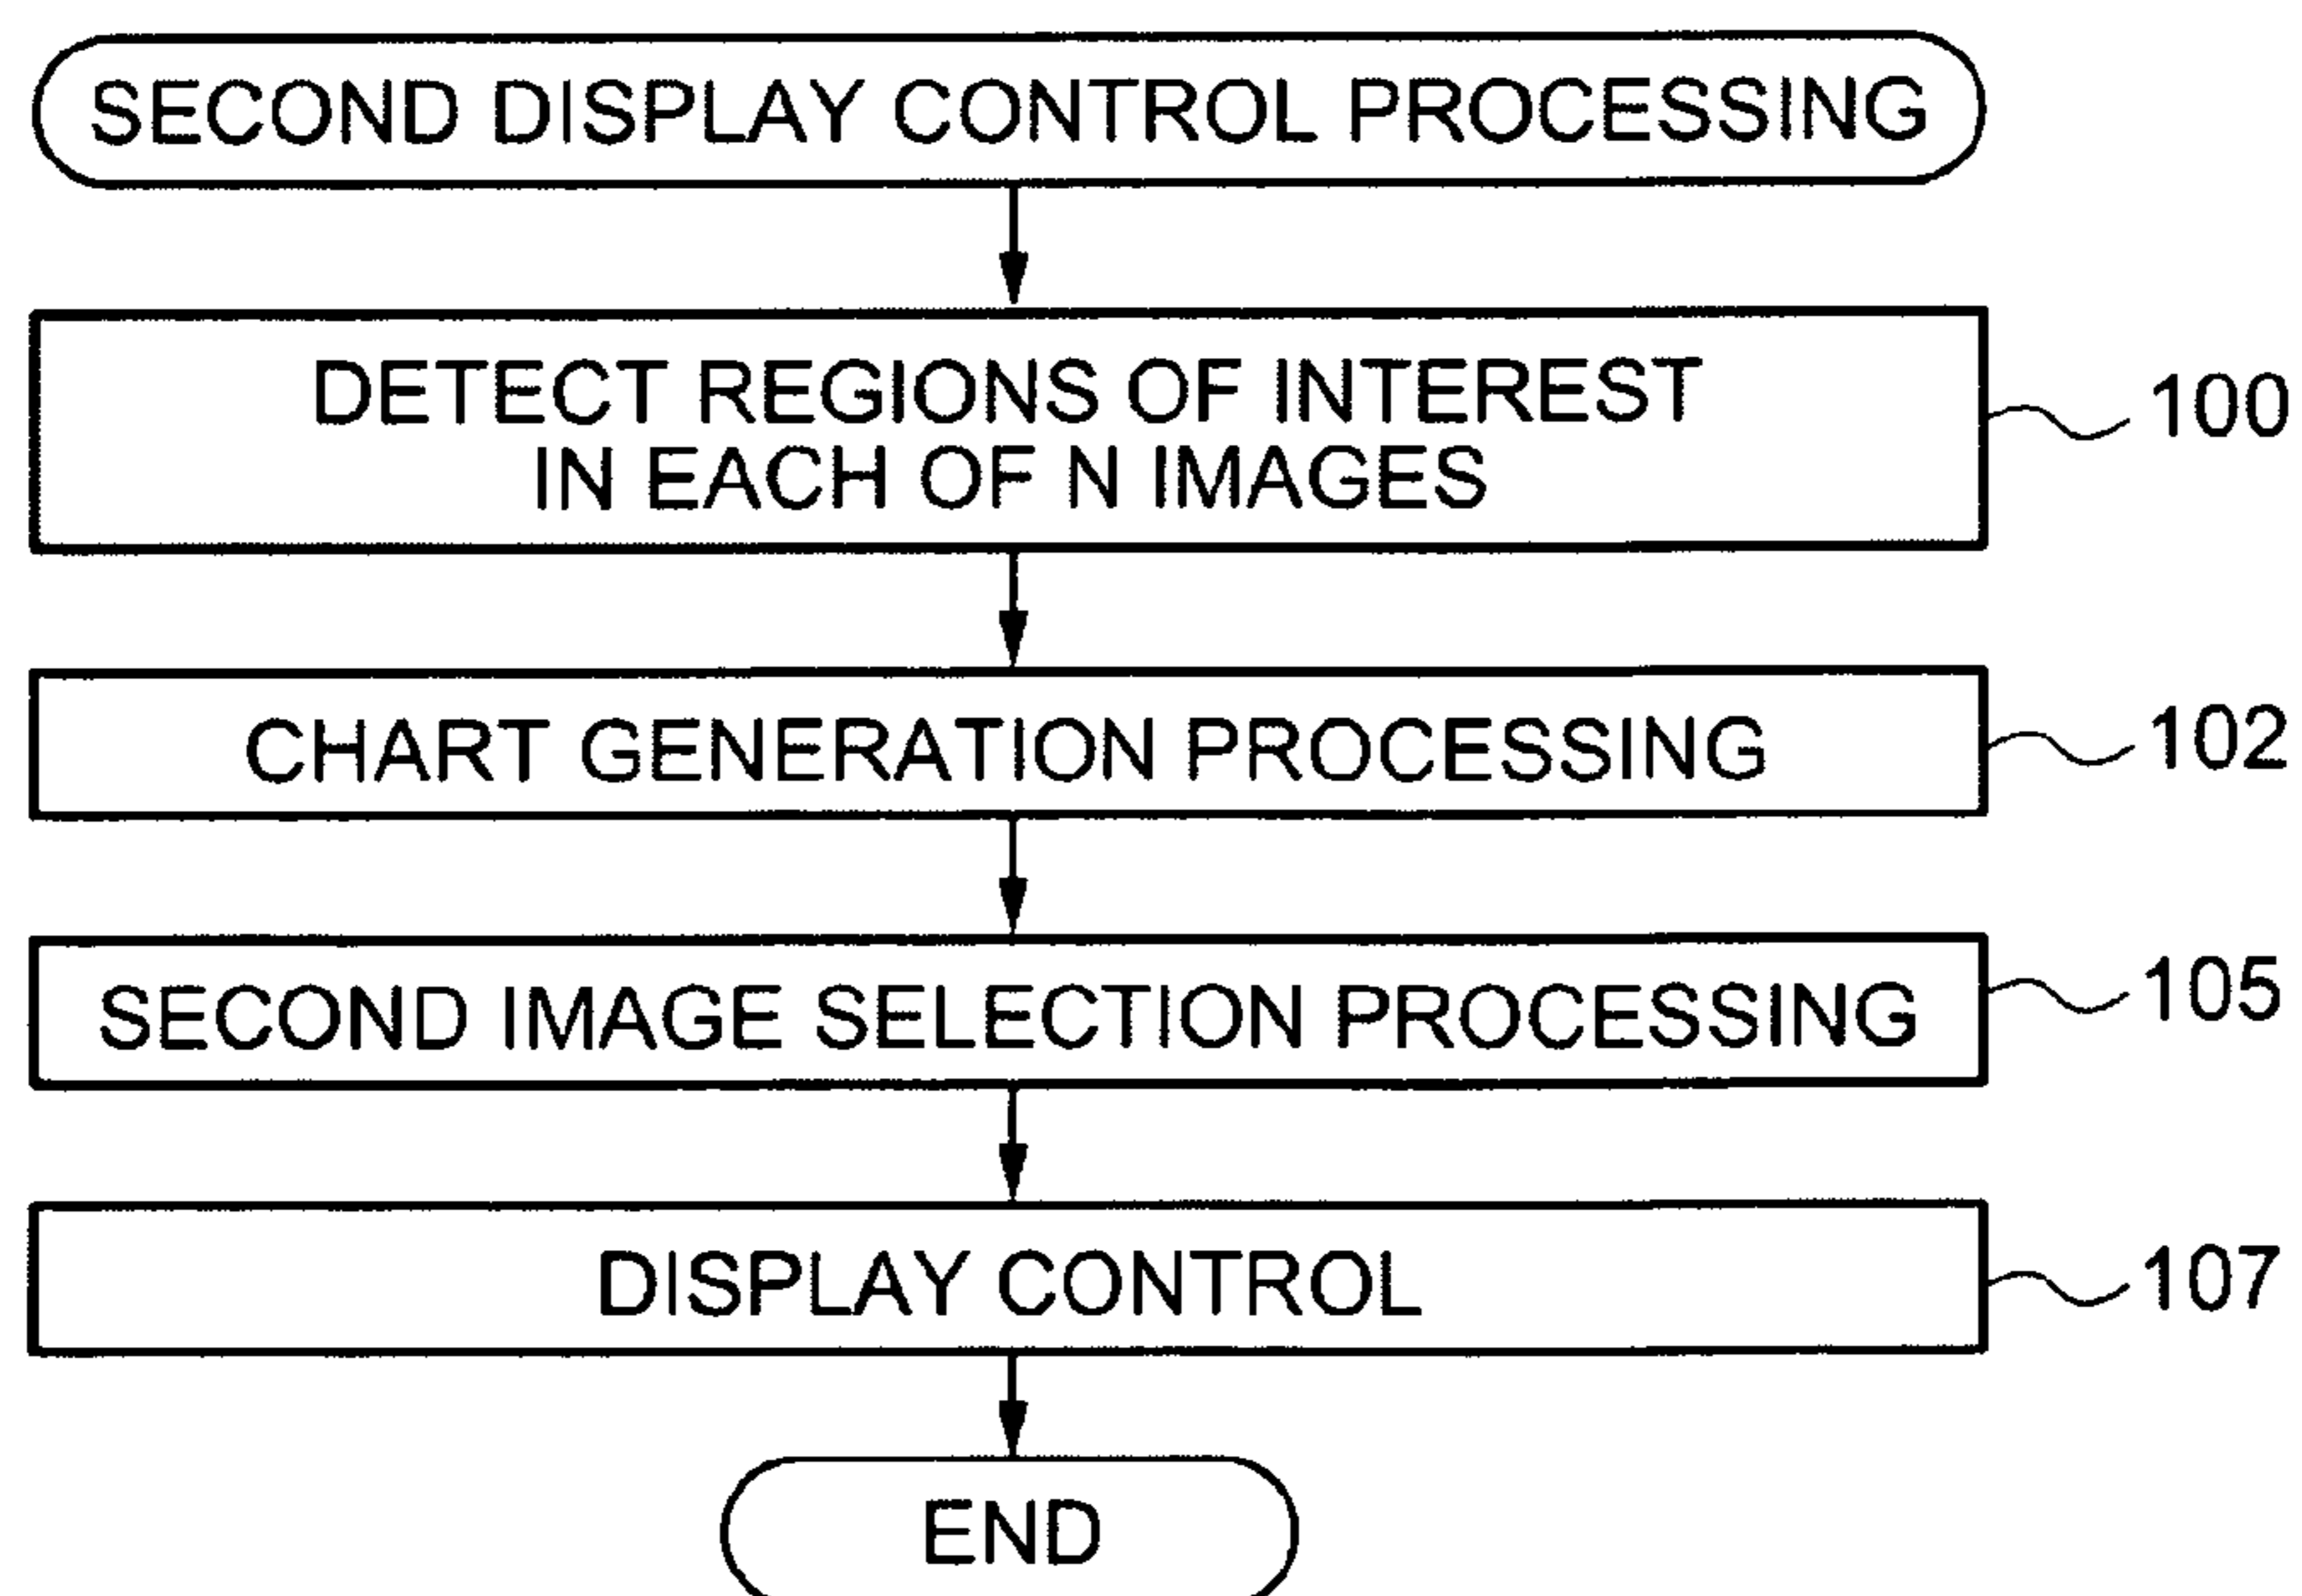 SECOND DISPLAY CONTROL PROCESSING
DETECT REGIONS OF INTEREST
IN EACH OF N IMAGES
100
CHART GENERATION PROCESSING
102
SECOND IMAGE SELECTION PROCESSING
105
DISPLAY CONTROL
107
END